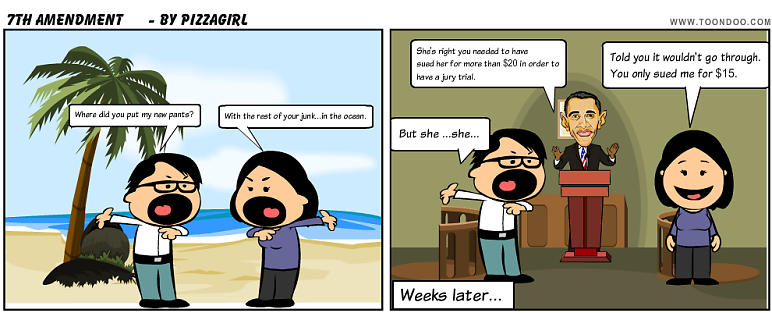 7TH AMENDMENT - BY PIZZAGIRL
WWW.TOONDOO.COM
Where did you put my new pants?
With the rest of your junk...in the ocean.
She's right you needed to have
sued her for more than $20 in order to
have a jury trial.
Told you it wouldn't go through.
You only sued me for $15.
But she ...she...
Weeks later...